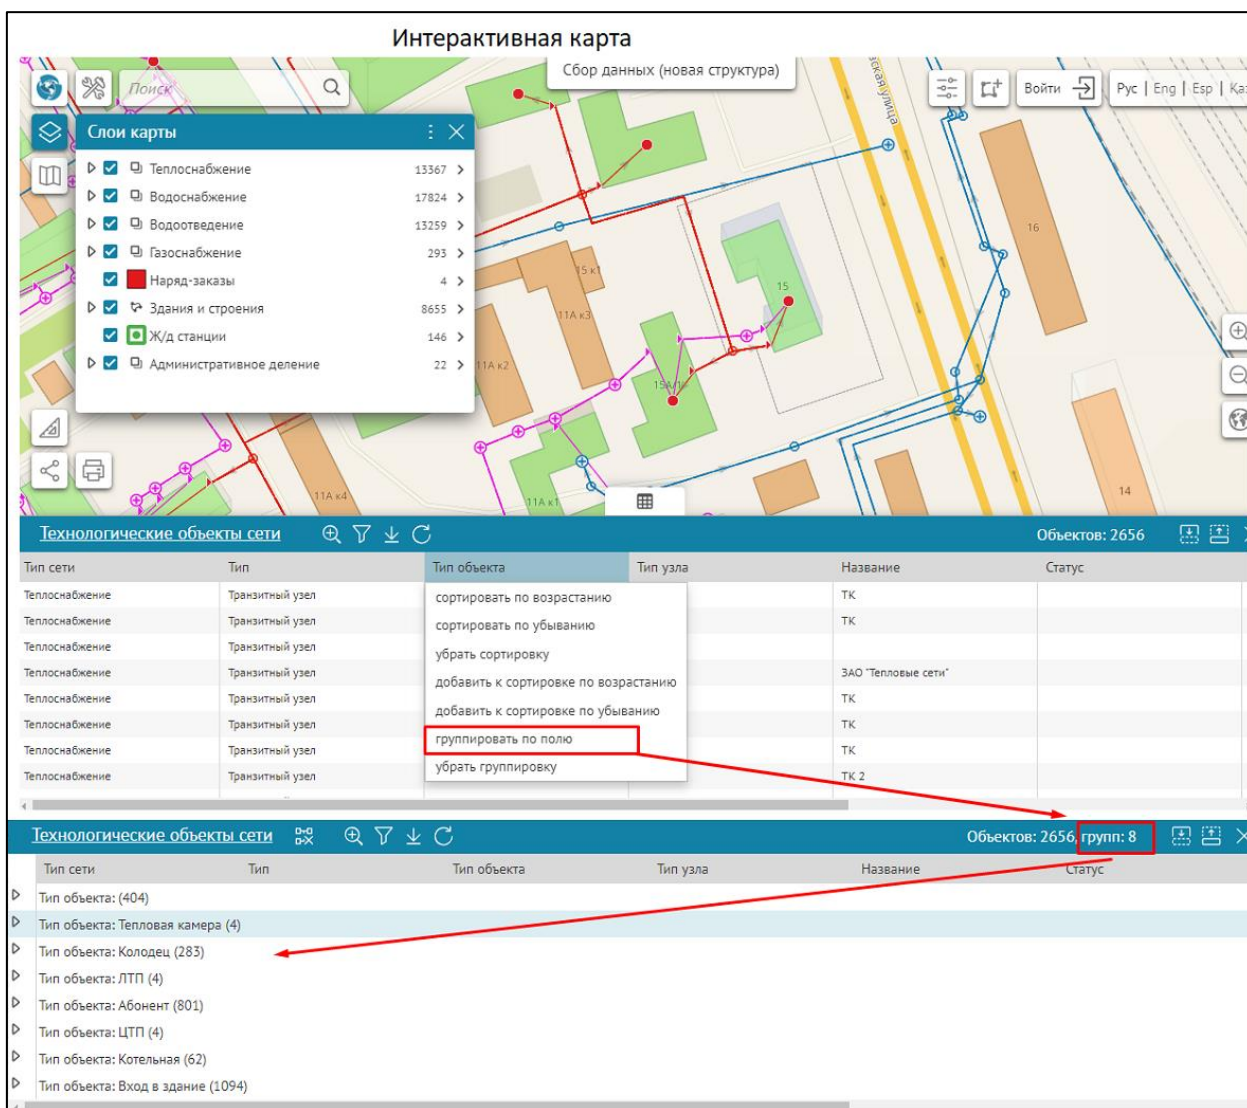 Интерактивная карта
Сбор данных (новая структура)
Поиск
Войти
Рус | Eng | Esp | Каз
Слои карты
Теплоснабжение 13367
Водоснабжение 17824
Водоотведение 13259
Газоснабжение 293
Наряд-заказы 4
Здания и строения 8655
Ж/д станции 146
Административное деление 22
16
15 к1
15
11А к3
11А к2
11А к4
11А к1
14
Технологические объекты сети Объектов: 2656
Тип сети Тип Тип объекта Тип узла Название Статус
Теплоснабжение Транзитный узел ТК
Теплоснабжение Транзитный узел ТК
Теплоснабжение Транзитный узел
Теплоснабжение Транзитный узел ЗАО "Тепловые сети"
Теплоснабжение Транзитный узел ТК
Теплоснабжение Транзитный узел ТК
Теплоснабжение Транзитный узел ТК
Теплоснабжение Транзитный узел ТК 2
сортировать по возрастанию
сортировать по убыванию
убрать сортировку
добавить к сортировке по возрастанию
добавить к сортировке по убыванию
группировать по полю
убрать группировку
Технологические объекты сети Объектов: 2656, групп: 8
Тип сети Тип Тип объекта Тип узла Название Статус
Тип объекта: (404)
Тип объекта: Тепловая камера (4)
Тип объекта: Колодец (283)
Тип объекта: ЛТП (4)
Тип объекта: Абонент (801)
Тип объекта: ЦТП (4)
Тип объекта: Котельная (62)
Тип объекта: Вход в здание (1094)